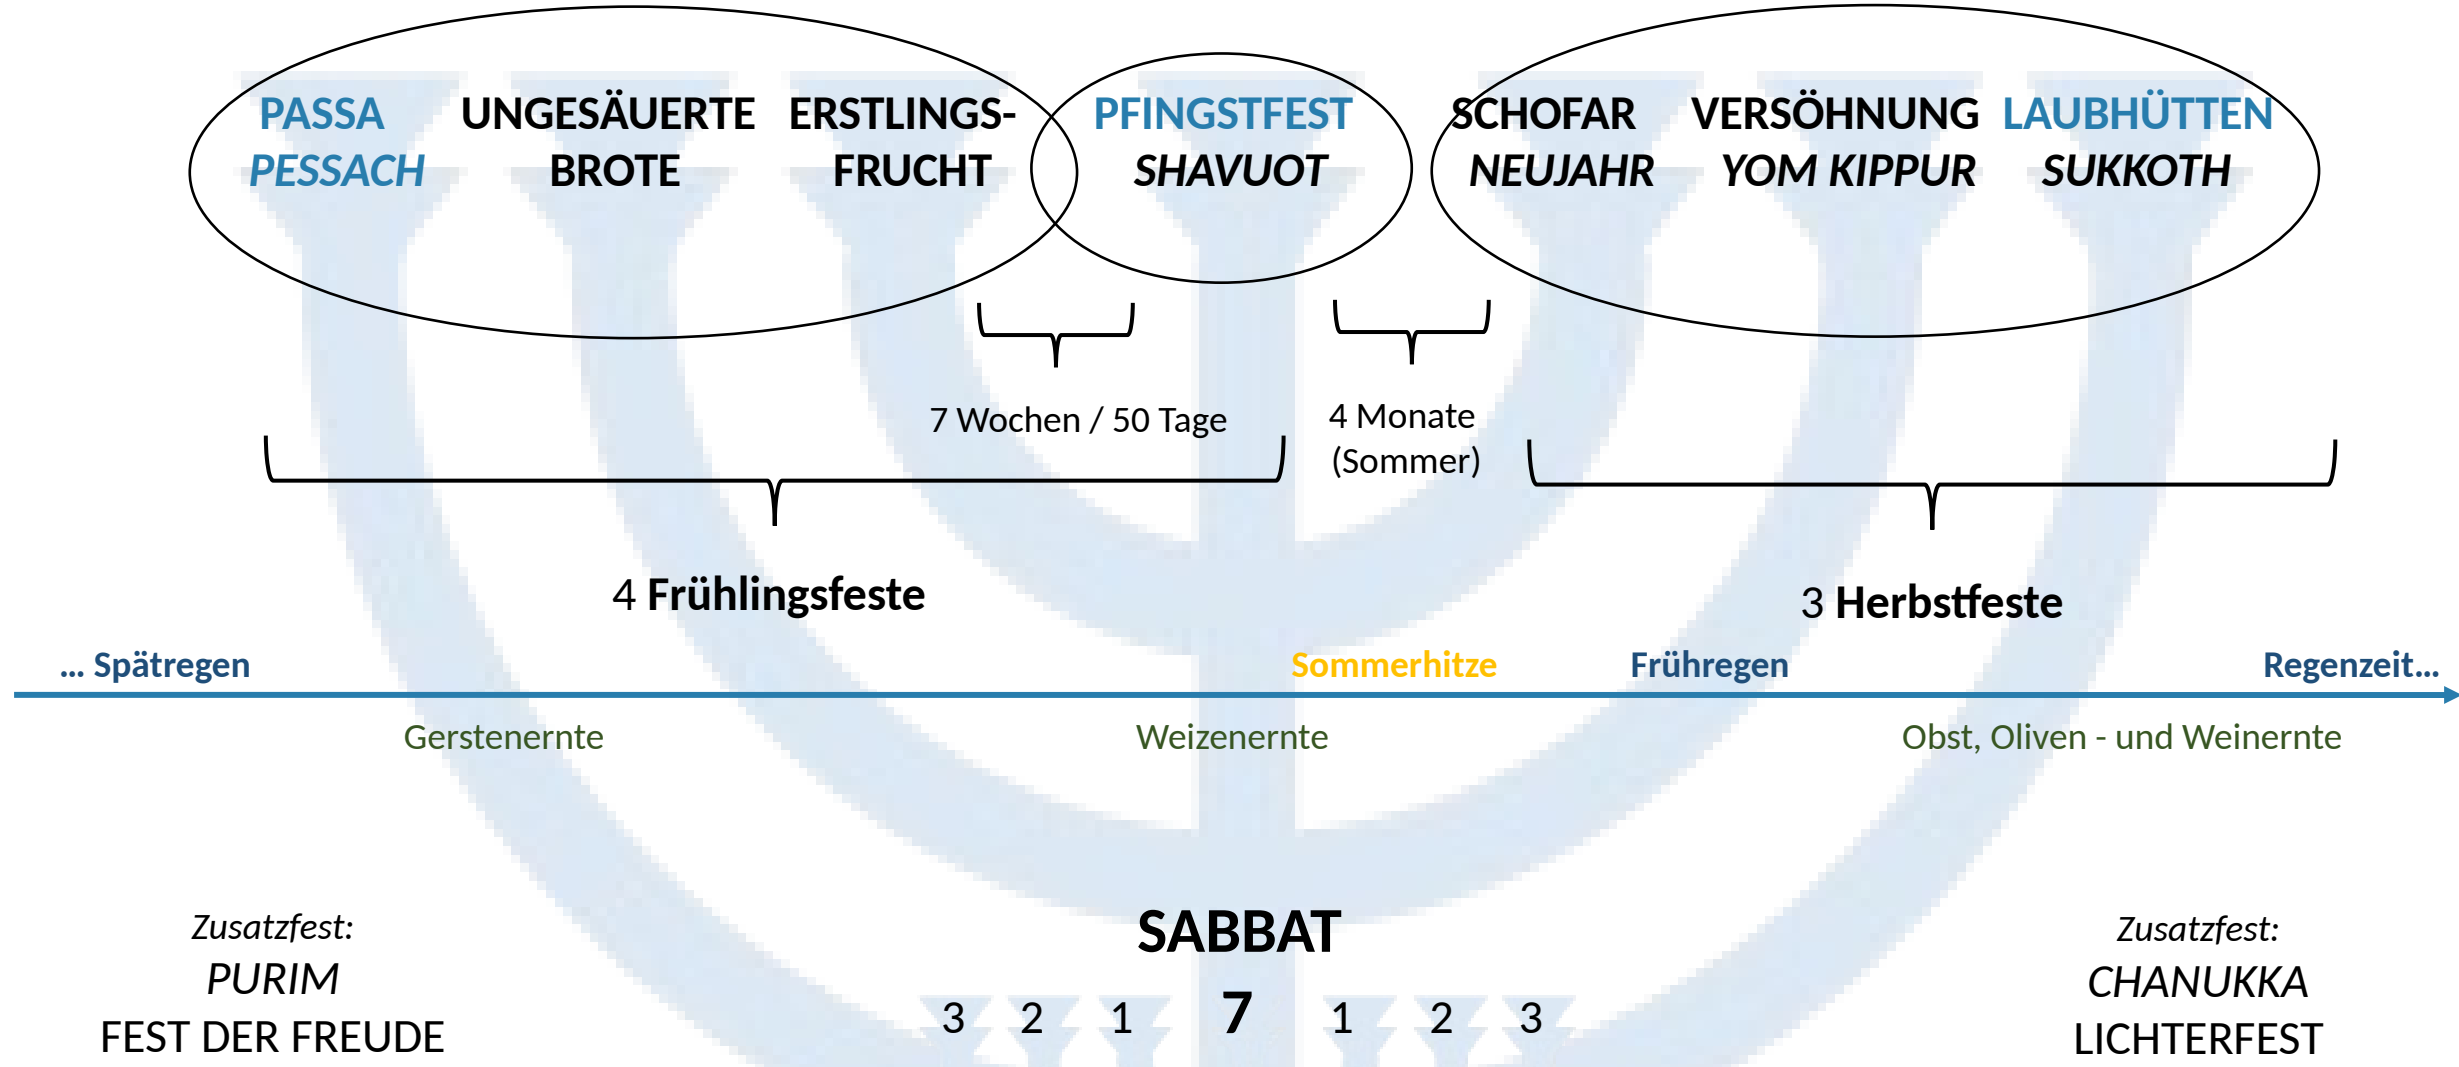 PASSA UNGESÄUERTE ERSTLINGS- PFINGSTFEST SCHOFAR VERSÖHNUNG LAUBHÜTTEN
PESSACH BROTE FRUCHT SHAVUOT NEUJAHR YOM KIPPUR SUKKOTH
7 Wochen / 50 Tage
4 Monate
(Sommer)
4 Frühlingsfeste
3 Herbstfeste
... Spätregen Sommerhitze Frühregen Regenzeit...
Gerstenernte Weizenernte Obst, Oliven - und Weinernte
Zusatzfest:
PURIM
FEST DER FREUDE
SABBAT
3 2 1 7 1 2 3
Zusatzfest:
CHANUKKA
LICHTERFEST